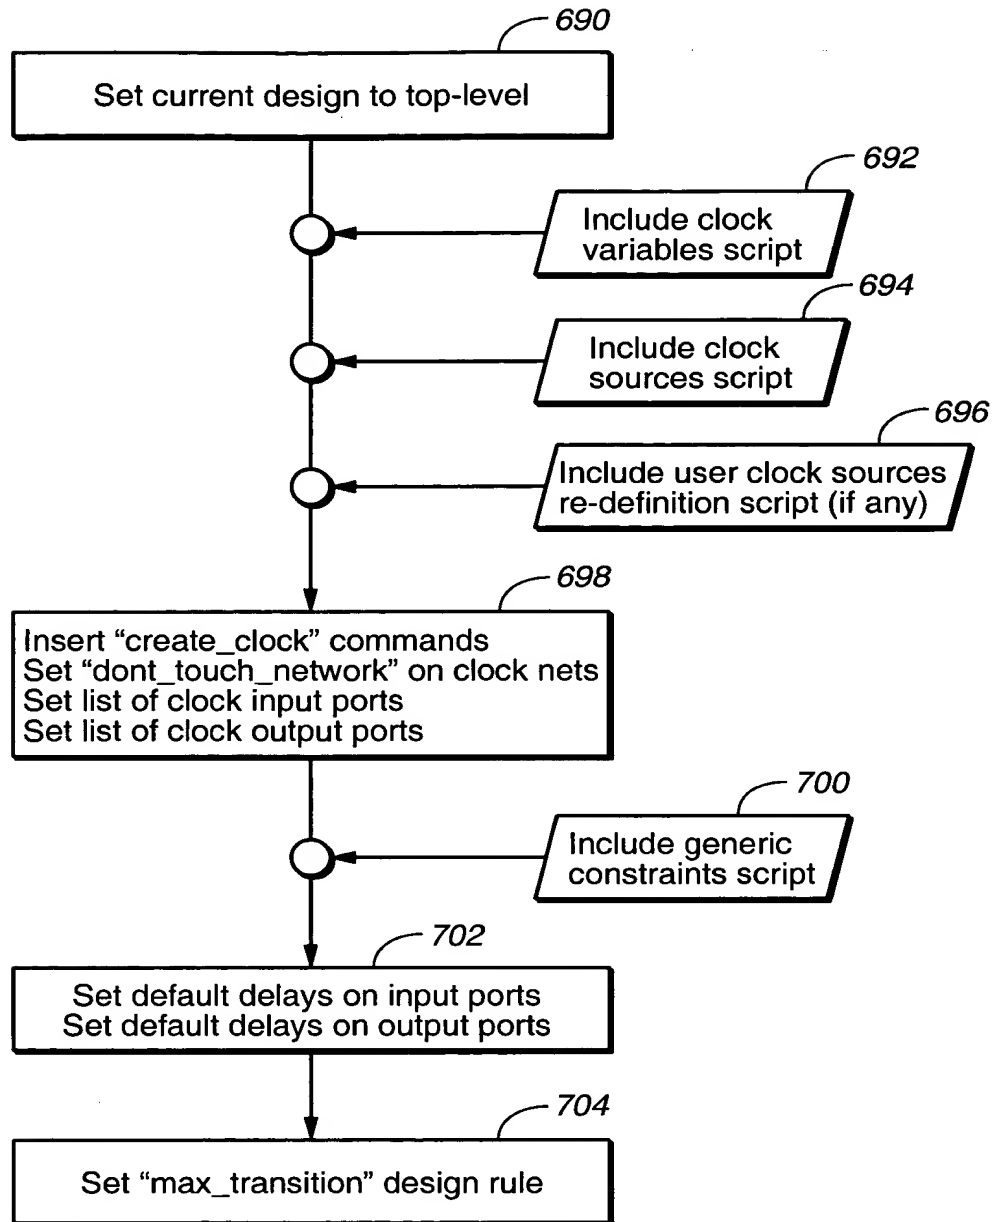 690
Set current design to top-level
692
Include clock
variables script
694
Include clock
sources script
696
Include user clock sources
re-definition script (if any)
698
Insert “create_clock” commands
Set “dont_touch_network” on clock nets
Set list of clock input ports
Set list of clock output ports
700
Include generic
constraints script
702
Set default delays on input ports
Set default delays on output ports
704
Set “max_transition” design rule